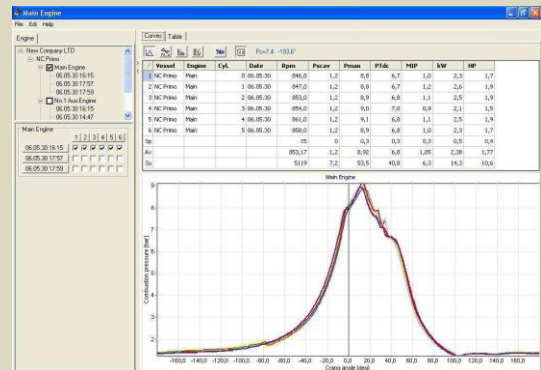 Main Engine
File Edit Help
Engine
New Company LTD
NC Primo
Main Engine
06.05.30 16:15
06.05.30 17:57
06.05.30 17:59
No.1 Aux.Engine
06.05.30 16:15
06.05.30 14:47
Main Engine
1 2 3 4 5 6
06.05.30 16:15
06.05.30 17:57
06.05.30 17:59
Curves Table
Pc=7.4 -193,6°
Vessel Engine Cyl. Date Rpm Pscav Pmax PTdc MIP kW HP
1 NC Primo Main 0 06.05.30 846,0 1,2 8,8 6,7 1,0 2,3 1,7
2 NC Primo Main 1 06.05.30 847,0 1,2 8,8 6,7 1,2 2,6 1,9
3 NC Primo Main 2 06.05.30 853,0 1,2 8,9 6,8 1,1 2,5 1,9
4 NC Primo Main 3 06.05.30 854,0 1,2 9,0 7,0 0,9 2,1 1,5
5 NC Primo Main 4 06.05.30 861,0 1,2 9,1 6,8 1,1 2,5 1,9
6 NC Primo Main 5 06.05.30 858,0 1,2 8,9 6,8 1,0 2,3 1,7
Sp 15 0 0,3 0,3 0,3 0,5 0,4
Av 853,17 1,2 8,92 6,8 1,05 2,38 1,77
Su 5119 7,2 53,5 40,8 6,3 14,3 10,6
Main Engine
Combustion pressure [bar]
9
8
7
6
5
4
3
2
-160,0 -140,0 -120,0 -100,0 -80,0 -60,0 -40,0 -20,0 0,0 20,0 40,0 60,0 80,0 100,0 120,0 140,0 160,0
Crang angle [deg]